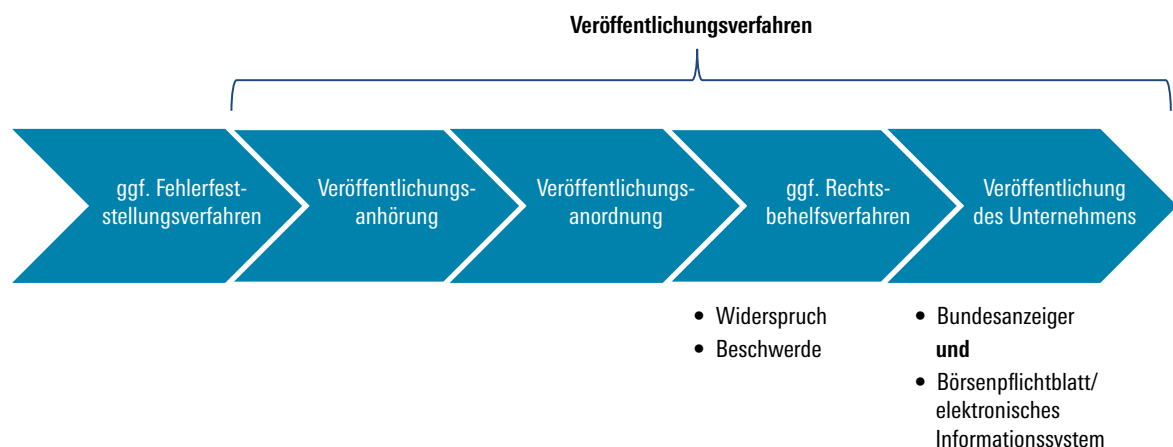 Veröffentlichungsverfahren
ggf. Fehlerfest-
stellungsverfahren
Veröffentlichungs-
anhörung
Veröffentlichungs-
anordnung
ggf. Rechts-
behelfsverfahren
Veröffentlichung
des Unternehmens
• Widerspruch
• Beschwerde
• Bundesanzeiger
und
• Börsenpflichtblatt/
elektronisches
Informationssystem